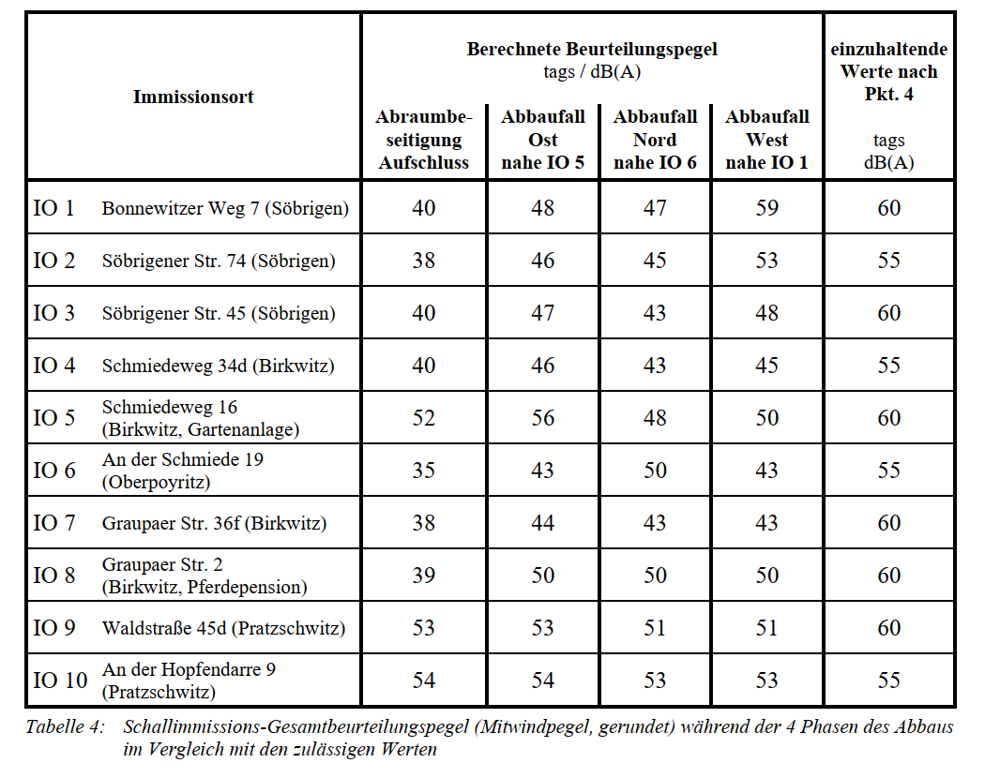 Immissionsort
Berechnete Beurteilungspegel
tags / dB(A)
einzuhaltende
Werte nach
Pkt. 4
tags
dB(A)
Abraumbe-
seitigung
Aufschluss
Abbaufall
Ost
nahe IO 5
Abbaufall
Nord
nahe IO 6
Abbaufall
West
nahe IO 1
IO 1 Bonnewitzer Weg 7 (Söbrigen) 40 48 47 59 60
IO 2 Söbrigener Str. 74 (Söbrigen) 38 46 45 53 55
IO 3 Söbrigener Str. 45 (Söbrigen) 40 47 43 48 60
IO 4 Schmiedeweg 34d (Birkwitz) 40 46 43 45 55
IO 5 Schmiedeweg 16
(Birkwitz, Gartenanlage) 52 56 48 50 60
IO 6 An der Schmiede 19
(Oberpoyritz) 35 43 50 43 55
IO 7 Graupaer Str. 36f (Birkwitz) 38 44 43 43 60
IO 8 Graupaer Str. 2
(Birkwitz, Pferdepension) 39 50 50 50 60
IO 9 Waldstraße 45d (Pratzschwitz) 53 53 51 51 60
IO 10 An der Hopfendarre 9
(Pratzschwitz) 54 54 53 53 55
Tabelle 4: Schallimmissions-Gesamtbeurteilungspegel (Mitwindpegel, gerundet) während der 4 Phasen des Abbaus
im Vergleich mit den zulässigen Werten